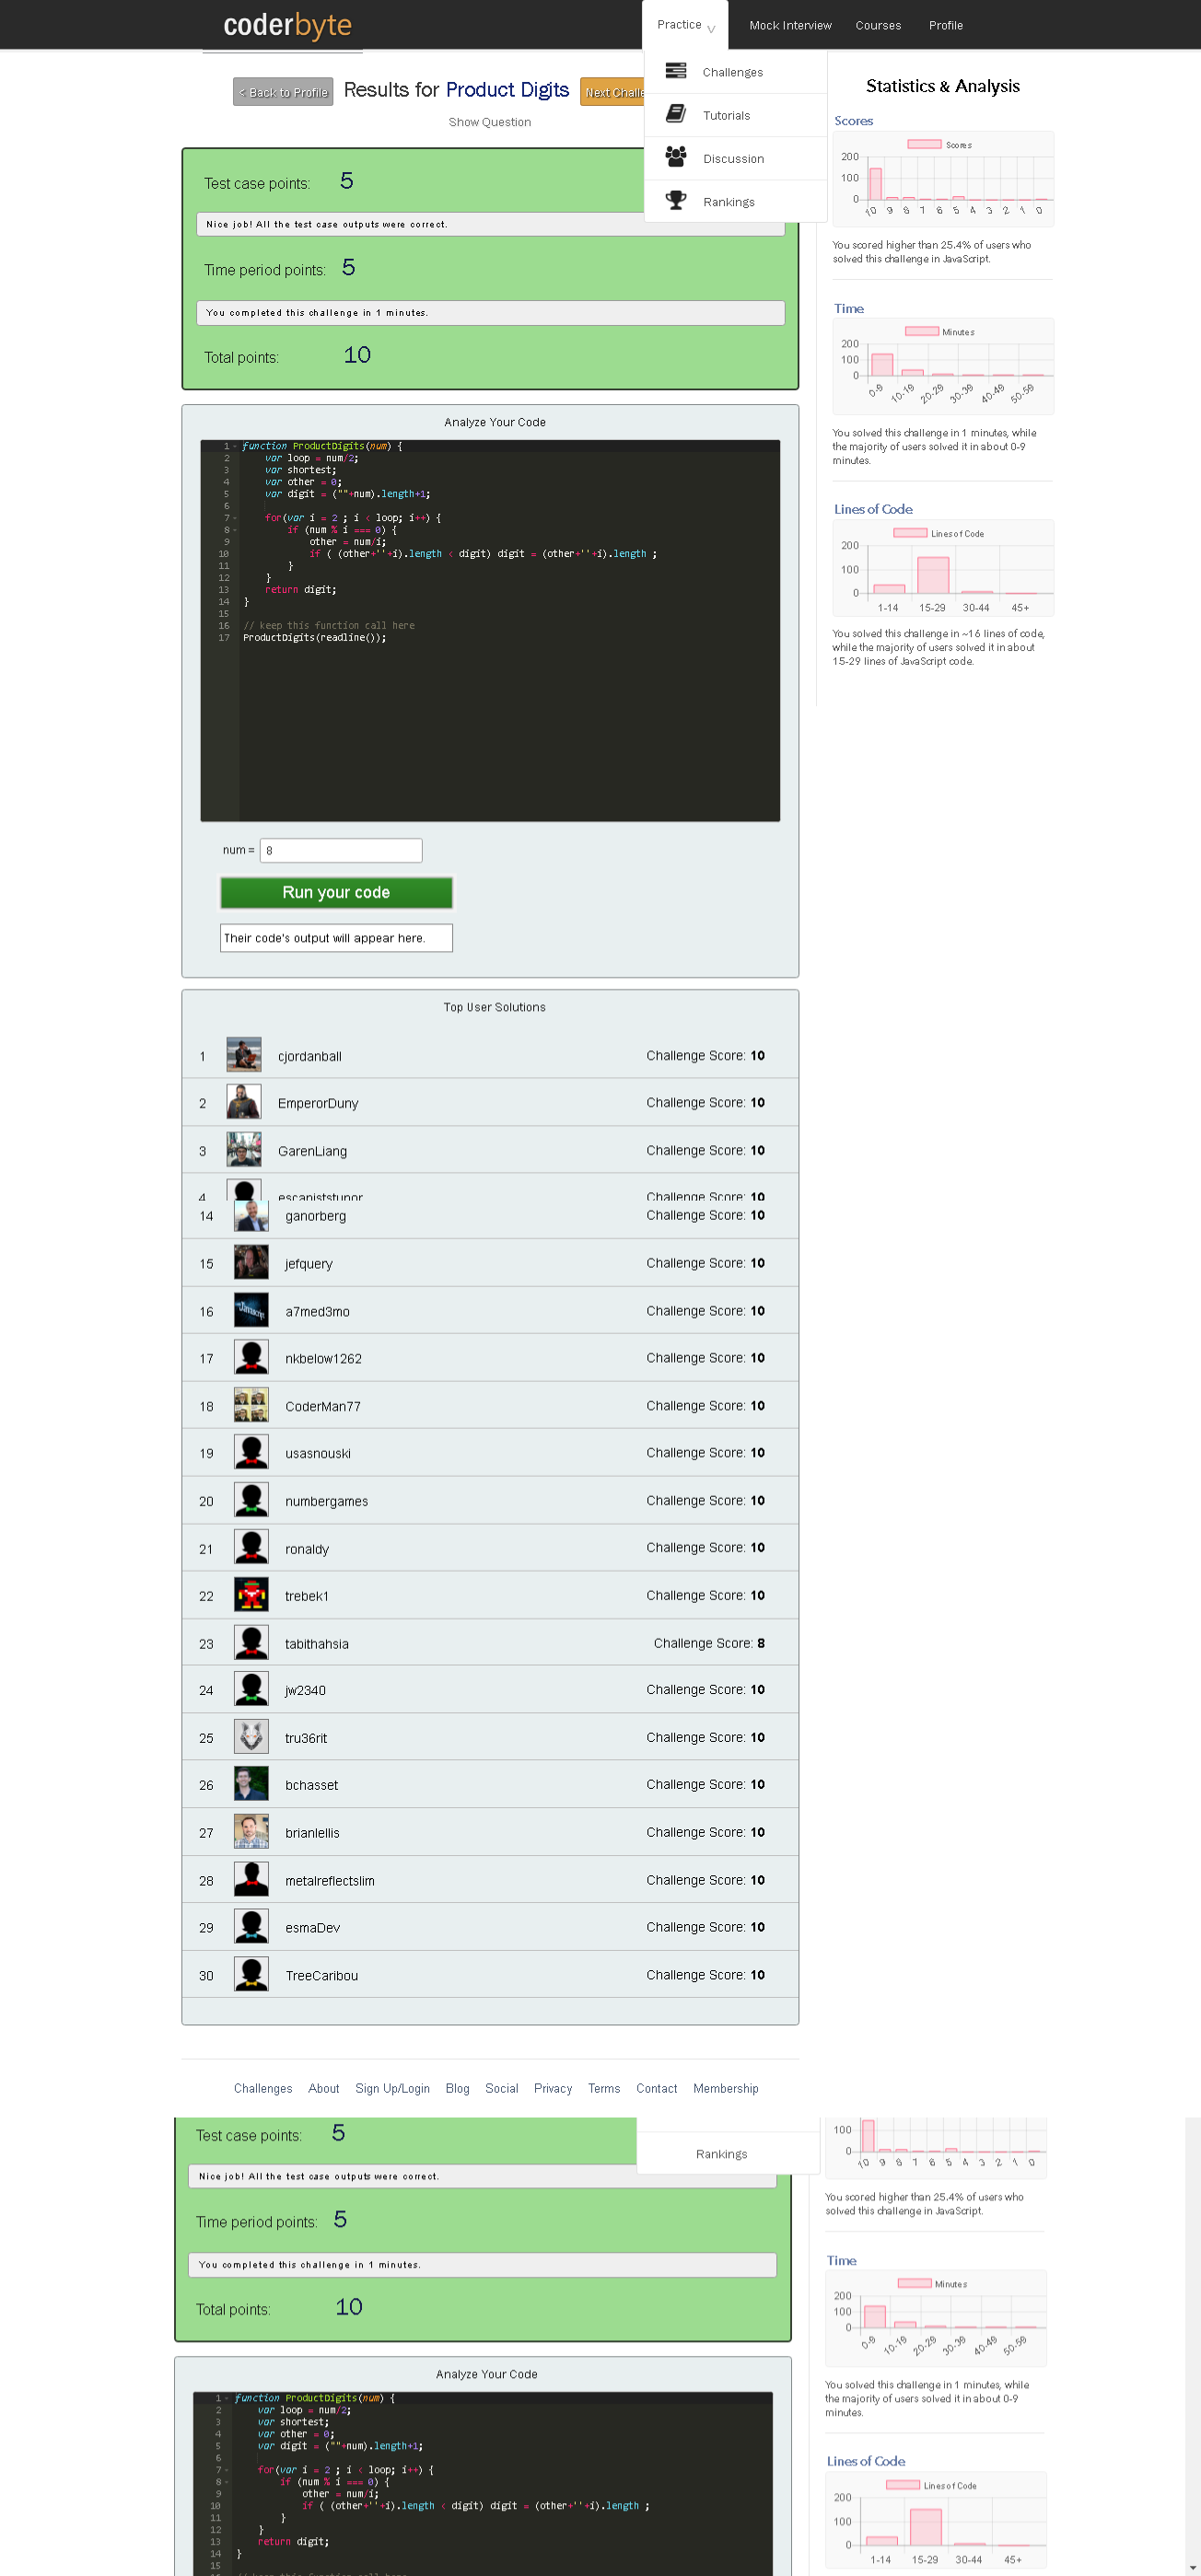 coderbyte
Practice
Mock Interview
Courses
Profile
Challenges
Tutorials
Discussion
Rankings
< Back to Profile
Results for Product Digits
Next Challe
Show Question
Test case points: 5
Nice job! All the test case outputs were correct.
Time period points: 5
You completed this challenge in 1 minutes.
Total points: 10
Statistics & Analysis
Scores
Scores
200
100
0
10 9 8 7 6 5 4 3 2 1 0
You scored higher than 25.4% of users who
solved this challenge in JavaScript.
Time
Minutes
200
100
0
0-9 10-19 20-29 30-39 40-49 50-59
You solved this challenge in 1 minutes, while
the majority of users solved it in about 0-9
minutes.
Lines of Code
Lines of Code
200
100
0
1-14 15-29 30-44 45+
You solved this challenge in ~16 lines of code,
while the majority of users solved it in about
15-29 lines of JavaScript code.
Analyze Your Code
1 function ProductDigits(num) {
2 var loop = num/2;
3 var shortest;
4 var other = 0;
5 var digit = (""+num).length+1;
6
7 for(var i = 2 ; i < loop; i++) {
8 if (num % i === 0) {
9 other = num/i;
10 if ( (other+''+i).length < digit) digit = (other+''+i).length ;
11 }
12 }
13 return digit;
14 }
15
16 // keep this function call here
17 ProductDigits(readline());
num = 8
Run your code
Their code's output will appear here.
Top User Solutions
1 cjordanball Challenge Score: 10
2 EmperorDuny Challenge Score: 10
3 GarenLiang Challenge Score: 10
4 escapiststupor Challenge Score: 10
14 ganorberg Challenge Score: 10
15 jefquery Challenge Score: 10
16 a7med3mo Challenge Score: 10
17 nkbelow1262 Challenge Score: 10
18 CoderMan77 Challenge Score: 10
19 usasnouski Challenge Score: 10
20 numbergames Challenge Score: 10
21 ronaldy Challenge Score: 10
22 trebek1 Challenge Score: 10
23 tabithahsia Challenge Score: 8
24 jw2340 Challenge Score: 10
25 tru36rit Challenge Score: 10
26 bchasset Challenge Score: 10
27 brianlellis Challenge Score: 10
28 metalreflectslim Challenge Score: 10
29 esmaDev Challenge Score: 10
30 TreeCaribou Challenge Score: 10
Challenges About Sign Up/Login Blog Social Privacy Terms Contact Membership
Test case points: 5
Rankings
Nice job! All the test case outputs were correct.
Time period points: 5
You completed this challenge in 1 minutes.
Total points: 10
100
0
10 9 8 7 6 5 4 3 2 1 0
You scored higher than 25.4% of users who
solved this challenge in JavaScript.
Time
Minutes
200
100
0
0-9 10-19 20-29 30-39 40-49 50-59
You solved this challenge in 1 minutes, while
the majority of users solved it in about 0-9
minutes.
Lines of Code
Lines of Code
200
100
0
1-14 15-29 30-44 45+
Analyze Your Code
1 function ProductDigits(num) {
2 var loop = num/2;
3 var shortest;
4 var other = 0;
5 var digit = (""+num).length+1;
6
7 for(var i = 2 ; i < loop; i++) {
8 if (num % i === 0) {
9 other = num/i;
10 if ( (other+''+i).length < digit) digit = (other+''+i).length ;
11 }
12 }
13 return digit;
14 }
15